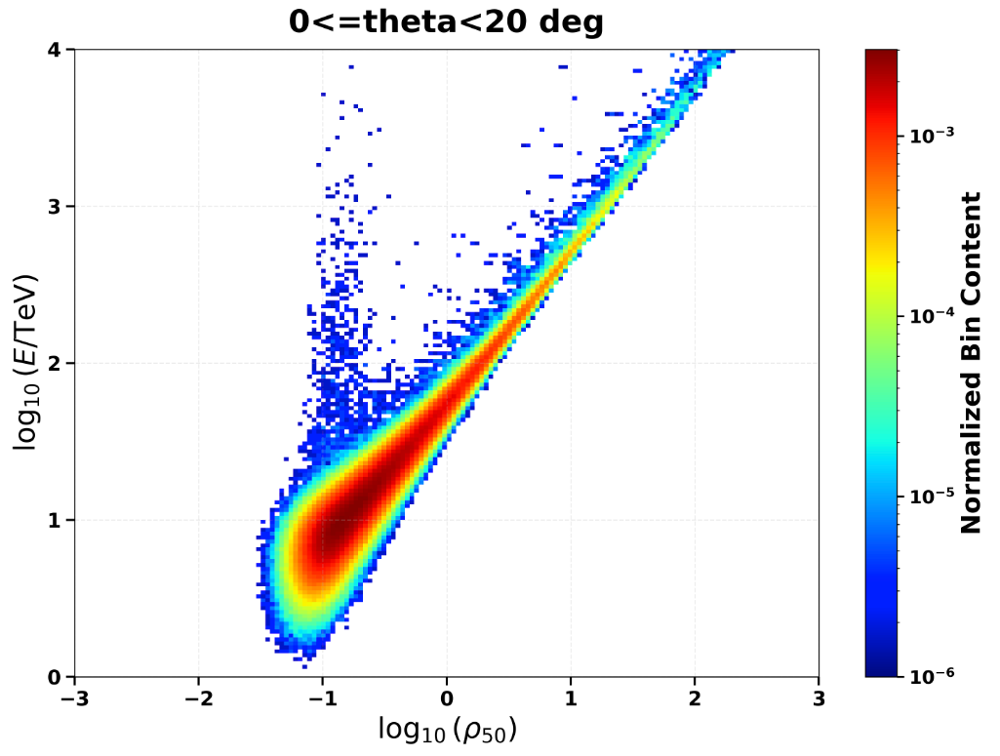 0<=theta<20 deg
4
3
2
1
0
log₁₀(E/TeV)
−3 −2 −1 0 1 2 3
log₁₀(ρ₅₀)
10⁻³
10⁻⁴
10⁻⁵
10⁻⁶
Normalized Bin Content